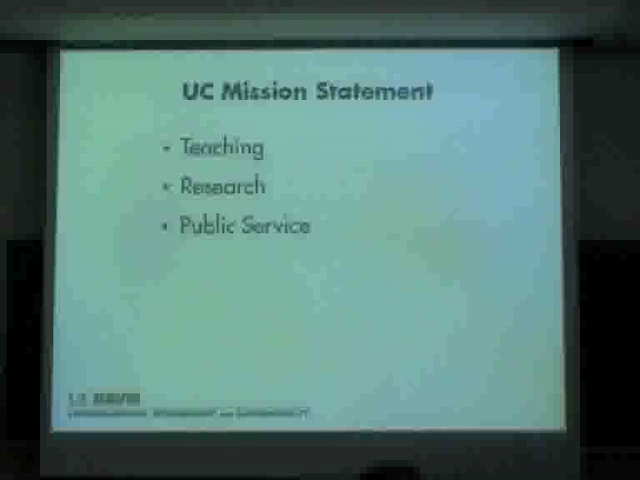 UC Mission Statement
• Teaching
• Research
• Public Service